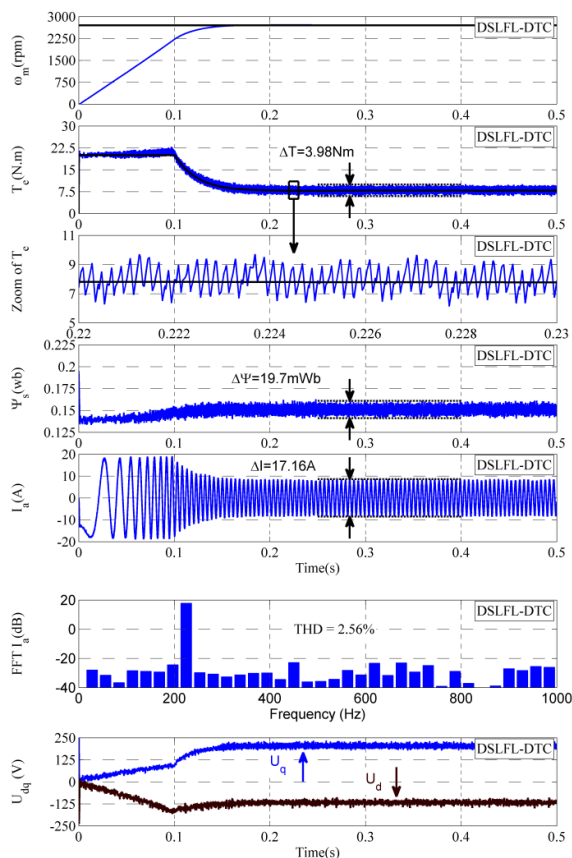 3000
2250
1500
750
0
ω_m(rpm)
DSLFL-DTC
0 0.1 0.2 0.3 0.4 0.5
30
22.5
15
7.5
0
T_e(N.m)
DSLFL-DTC
ΔT=3.98Nm
0 0.1 0.2 0.3 0.4 0.5
11
9
7
5
Zoom of T_e
DSLFL-DTC
0.22 0.222 0.224 0.226 0.228 0.23
0.225
0.2
0.175
0.15
0.125
Ψ_s(wb)
DSLFL-DTC
ΔΨ=19.7mWb
0 0.1 0.2 0.3 0.4 0.5
20
10
0
-10
-20
I_a(A)
DSLFL-DTC
ΔI=17.16A
0 0.1 0.2 0.3 0.4 0.5
Time(s)
20
0
-20
-40
FFT I_a(dB)
DSLFL-DTC
THD = 2.56%
0 200 400 600 800 1000
Frequency (Hz)
250
125
0
-125
-250
U_dq (V)
DSLFL-DTC
U_q
U_d
0 0.1 0.2 0.3 0.4 0.5
Time(s)